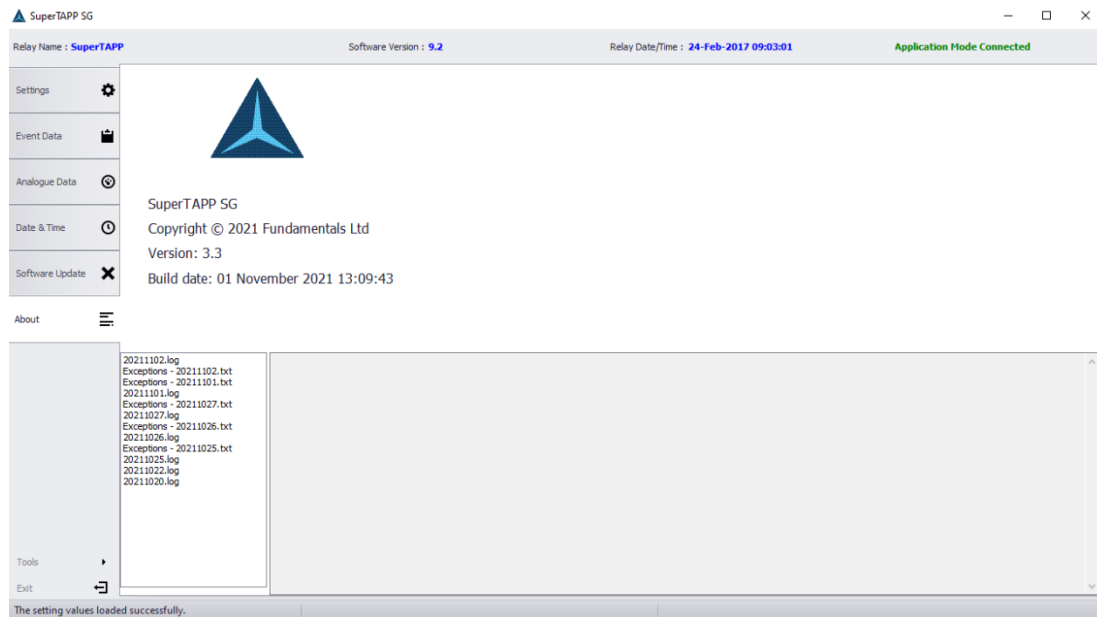 SuperTAPP SG
Relay Name : SuperTAPP
Software Version : 9.2
Relay Date/Time : 24-Feb-2017 09:03:01
Application Mode Connected
Settings
Event Data
Analogue Data
Date & Time
Software Update
About
SuperTAPP SG
Copyright © 2021 Fundamentals Ltd
Version: 3.3
Build date: 01 November 2021 13:09:43
20211102.log
Exceptions - 20211102.txt
Exceptions - 20211101.txt
20211101.log
Exceptions - 20211027.txt
20211027.log
Exceptions - 20211026.txt
20211026.log
Exceptions - 20211025.txt
20211025.log
20211022.log
20211020.log
Tools
Exit
The setting values loaded successfully.